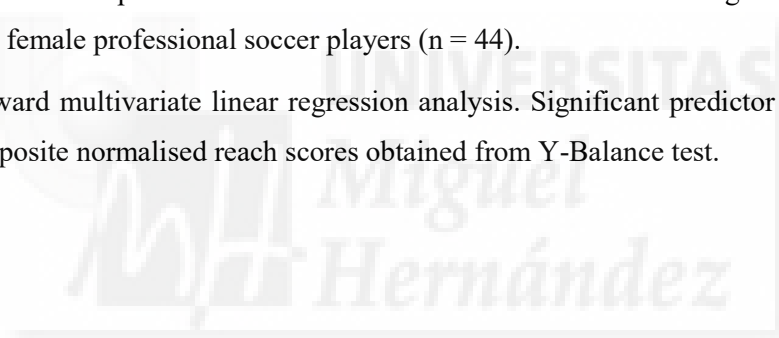 female professional soccer players (n = 44).
ward multivariate linear regression analysis. Significant predictor
posite normalised reach scores obtained from Y-Balance test.
UNIVERSITAS
Miguel
Hernández